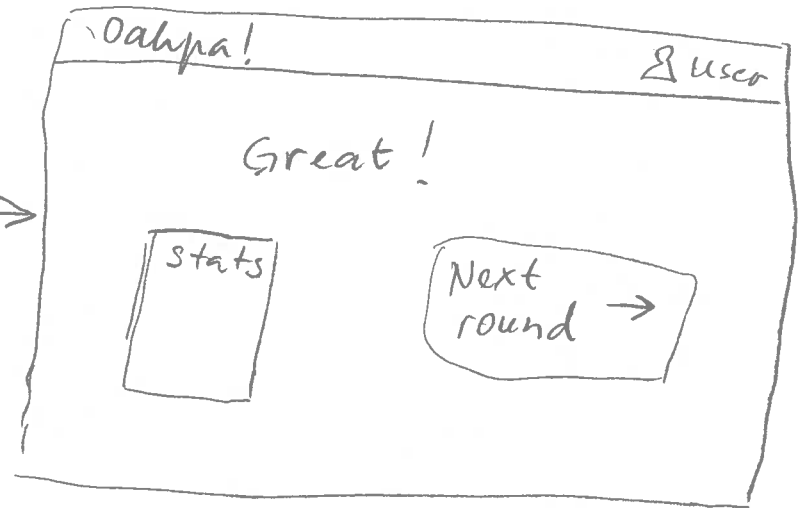 Oahpa!
User
Great!
Stats
Next
round →